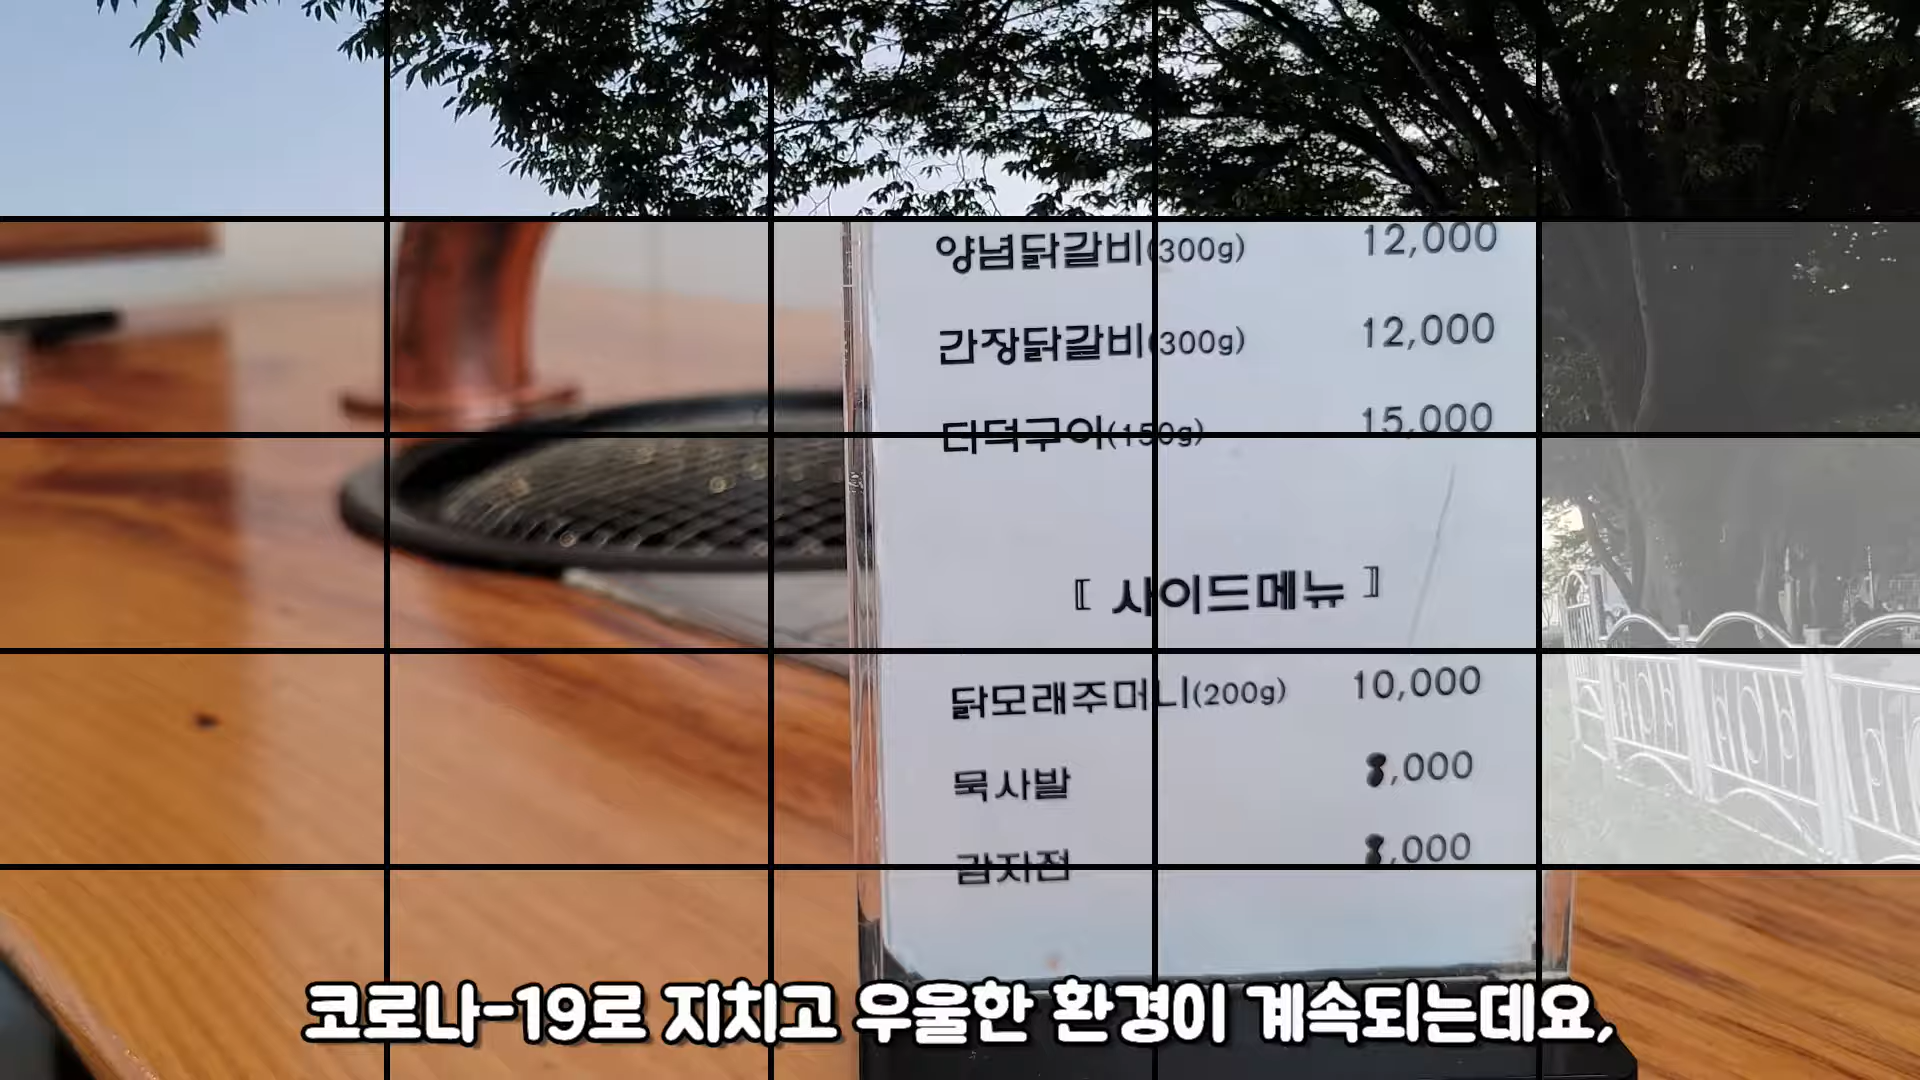 양념닭갈비(300g) 12,000
간장닭갈비(300g) 12,000
더덕구이(150g) 15,000
〖 사이드메뉴 〗
닭모래주머니(200g) 10,000
묵사발 8,000
감자전 8,000
코로나-19로 지치고 우울한 환경이 계속되는데요,